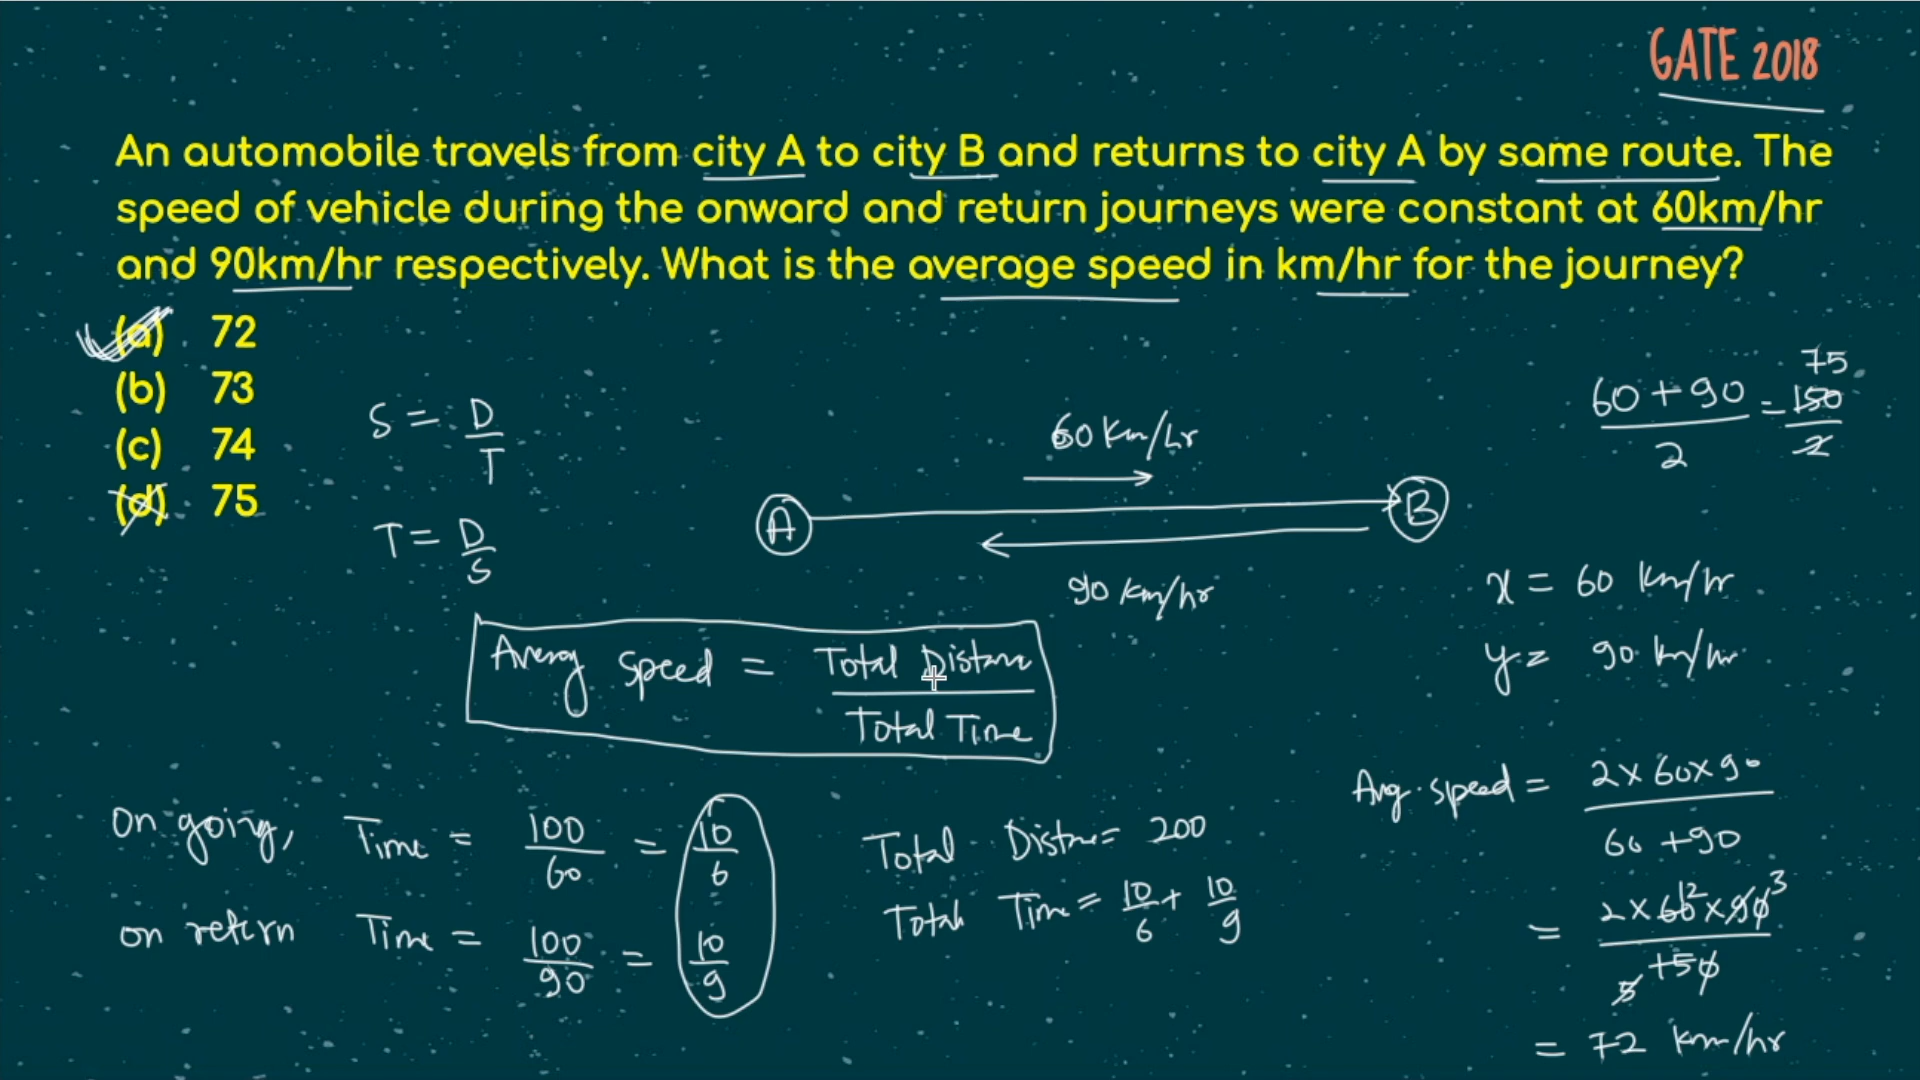 GATE 2018
An automobile travels from city A to city B and returns to city A by same route. The
speed of vehicle during the onward and return journeys were constant at 60km/hr
and 90km/hr respectively. What is the average speed in km/hr for the journey?
(a) 72
(b) 73
(c) 74
(d) 75
S = D/T
T = D/S
60 Km/hr
A B
90 Km/hr
60 + 90 / 2 = 150 / 2 75
x = 60 Km/hr
y = 90 km/hr
Average speed = Total Distance / Total Time
On going, Time = 100/60 = 10/6
on return Time = 100/90 = 10/9
Total Distance = 200
Total Time = 10/6 + 10/9
Avg. speed = 2 x 60 x 90 / 60 + 90
= 2 x 60 12 x 90 3 / 150 5
= 72 km/hr